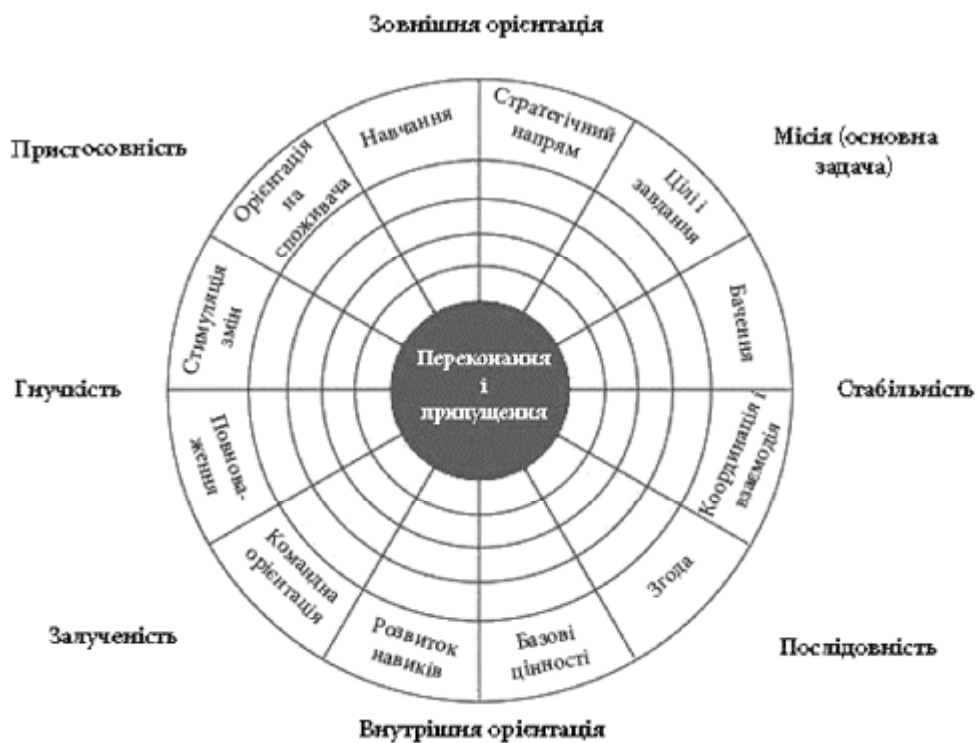 Зовнішня орієнтація
Пристосовність
Місія (основна
задача)
Навчання
Стратегічний
напрям
Орієнтація
на
споживача
Цілі і
завдання
Стимуляція
змін
Бачення
Переконання
і
припущення
Гнучкість
Стабільність
Повнова-
ження
Координація і
взаємодія
Командна
орієнтація
Згода
Розвиток
навиків
Базові
цінності
Залученість
Послідовність
Внутрішня орієнтація